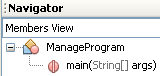 Navigator
Members View
ManageProgram
main(String[] args)